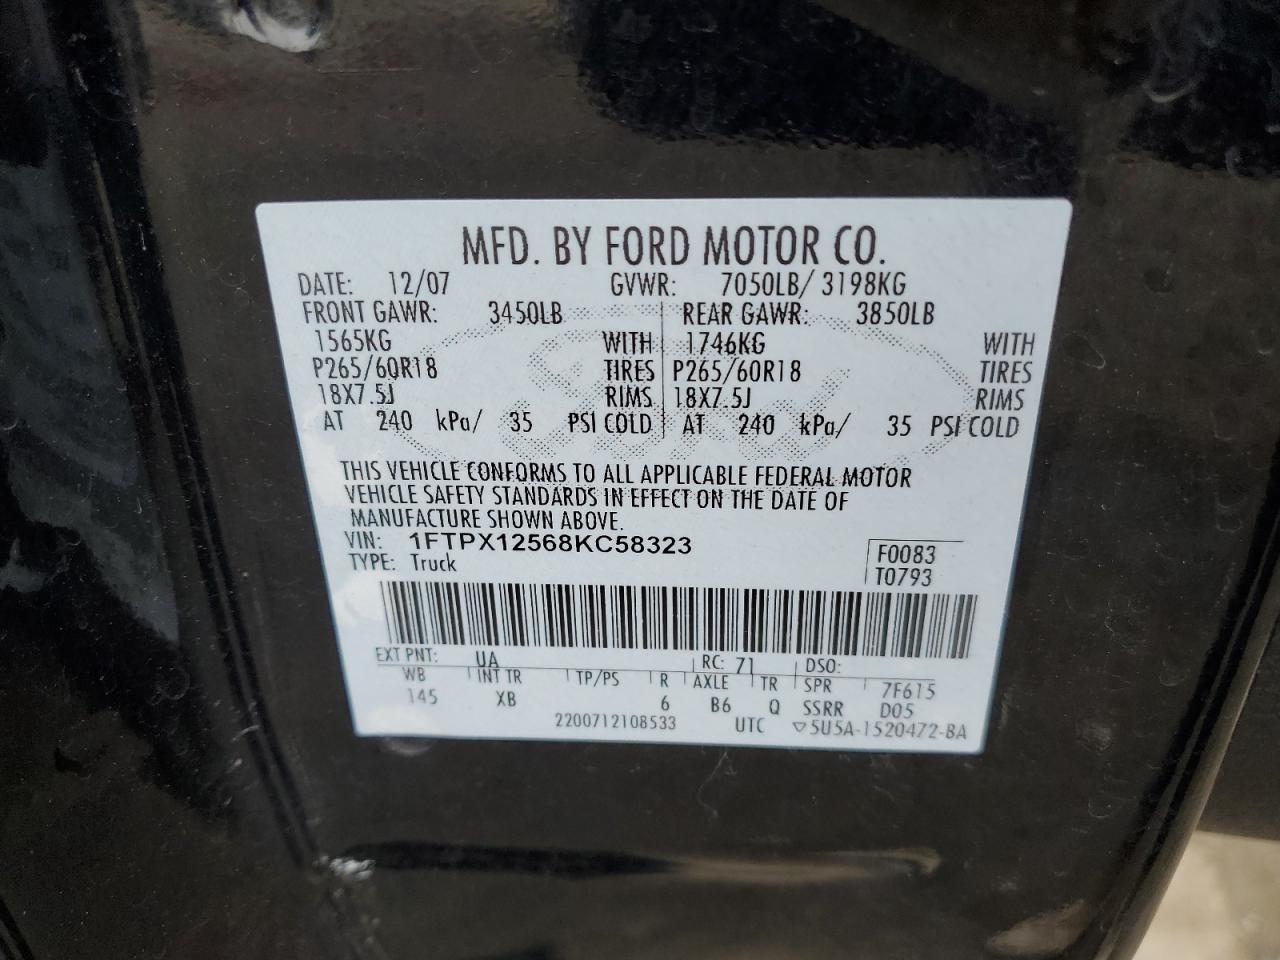 MFD. BY FORD MOTOR CO.
DATE: 12/07 GVWR: 7050LB/ 3198KG
FRONT GAWR: 3450LB REAR GAWR: 3850LB
1565KG WITH 1746KG WITH
P265/60R18 TIRES P265/60R18 TIRES
18X7.5J RIMS 18X7.5J RIMS
AT 240 kPa/ 35 PSI COLD AT 240 kPa/ 35 PSI COLD
THIS VEHICLE CONFORMS TO ALL APPLICABLE FEDERAL MOTOR
VEHICLE SAFETY STANDARDS IN EFFECT ON THE DATE OF
MANUFACTURE SHOWN ABOVE.
VIN: 1FTPX12568KC58323 F0083
TYPE: Truck T0793
EXT PNT: UA RC: 71 DSO:
WB INT TR TP/PS R AXLE TR SPR 7F615
145 XB 6 B6 Q SSRR D05
2200712108533 UTC ▽5U5A-1520472-BA